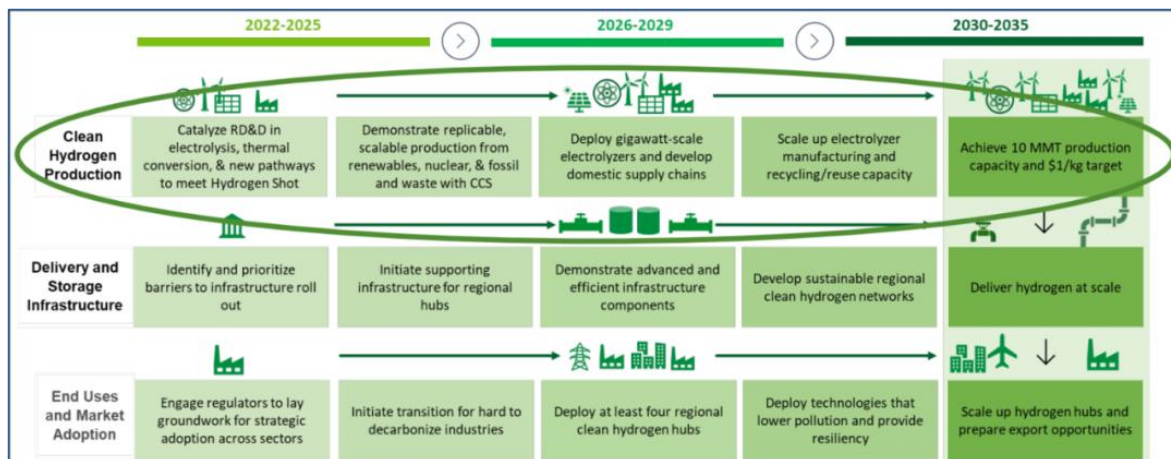 2022-2025
2026-2029
2030-2035
Clean
Hydrogen
Production
Catalyze RD&D in
electrolysis, thermal
conversion, & new pathways
to meet Hydrogen Shot
Demonstrate replicable,
scalable production from
renewables, nuclear, & fossil
and waste with CCS
Deploy gigawatt-scale
electrolyzers and develop
domestic supply chains
Scale up electrolyzer
manufacturing and
recycling/reuse capacity
Achieve 10 MMT production
capacity and $1/kg target
Delivery and
Storage
Infrastructure
Identify and prioritize
barriers to infrastructure roll
out
Initiate supporting
infrastructure for regional
hubs
Demonstrate advanced and
efficient infrastructure
components
Develop sustainable regional
clean hydrogen networks
Deliver hydrogen at scale
End Uses
and Market
Adoption
Engage regulators to lay
groundwork for strategic
adoption across sectors
Initiate transition for hard to
decarbonize industries
Deploy at least four regional
clean hydrogen hubs
Deploy technologies that
lower pollution and provide
resiliency
Scale up hydrogen hubs and
prepare export opportunities